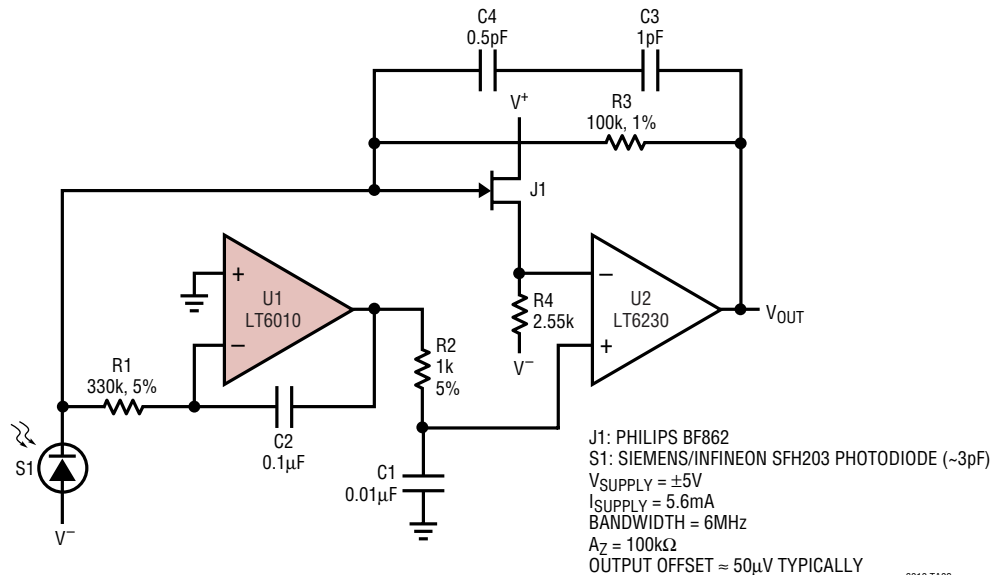 C4
0.5pF
C3
1pF
V+
R3
100k, 1%
J1
+
U1
LT6010
−
−
U2
LT6230
+
VOUT
R4
2.55k
V−
R2
1k
5%
R1
330k, 5%
C2
0.1µF
S1
V−
C1
0.01µF
J1: PHILIPS BF862
S1: SIEMENS/INFINEON SFH203 PHOTODIODE (~3pF)
VSUPPLY = ±5V
ISUPPLY = 5.6mA
BANDWIDTH = 6MHz
AZ = 100kΩ
OUTPUT OFFSET ≈ 50µV TYPICALLY